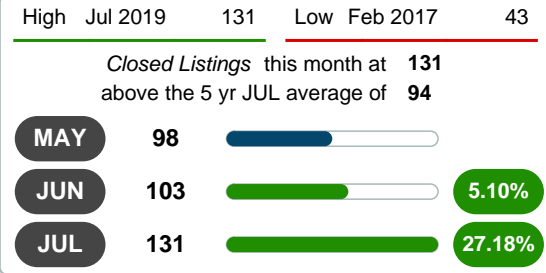 High Jul 2019 131 Low Feb 2017 43
Closed Listings this month at 131
above the 5 yr JUL average of 94
MAY 98
JUN 103 5.10%
JUL 131 27.18%